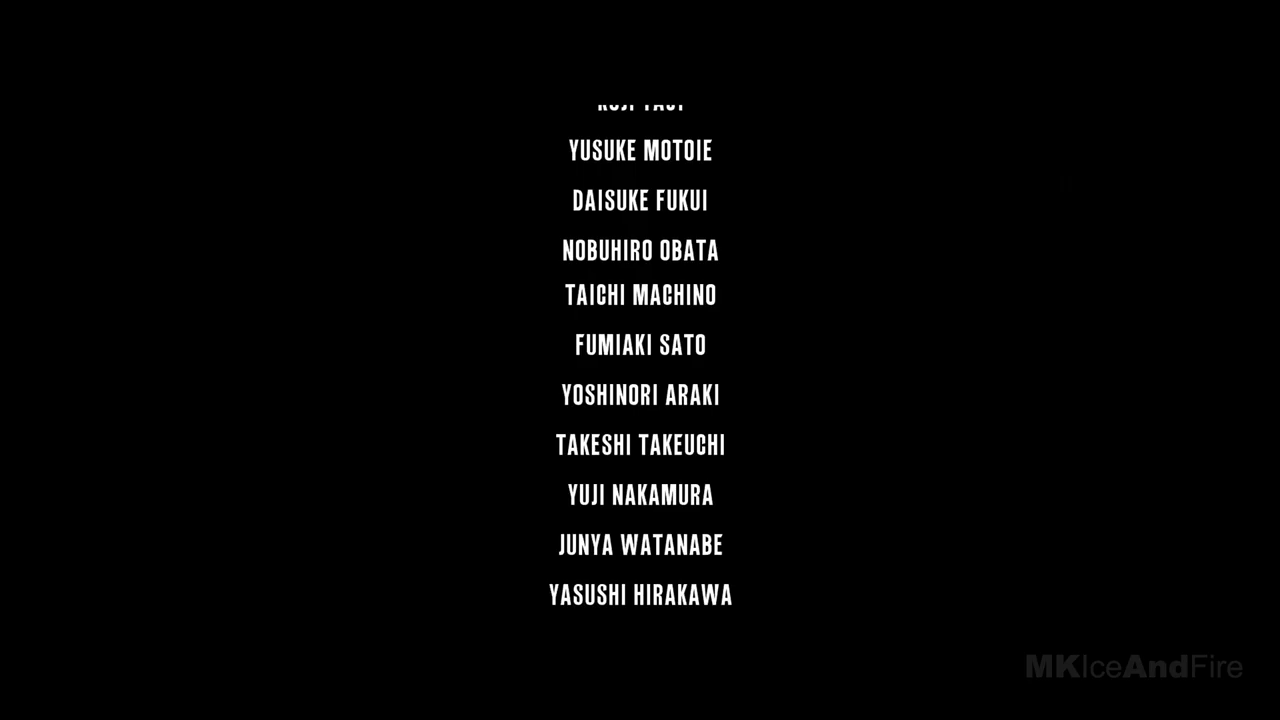 YUSUKE MOTOIE
DAISUKE FUKUI
NOBUHIRO OBATA
TAICHI MACHINO
FUMIAKI SATO
YOSHINORI ARAKI
TAKESHI TAKEUCHI
YUJI NAKAMURA
JUNYA WATANABE
YASUSHI HIRAKAWA
MKIceAndFire